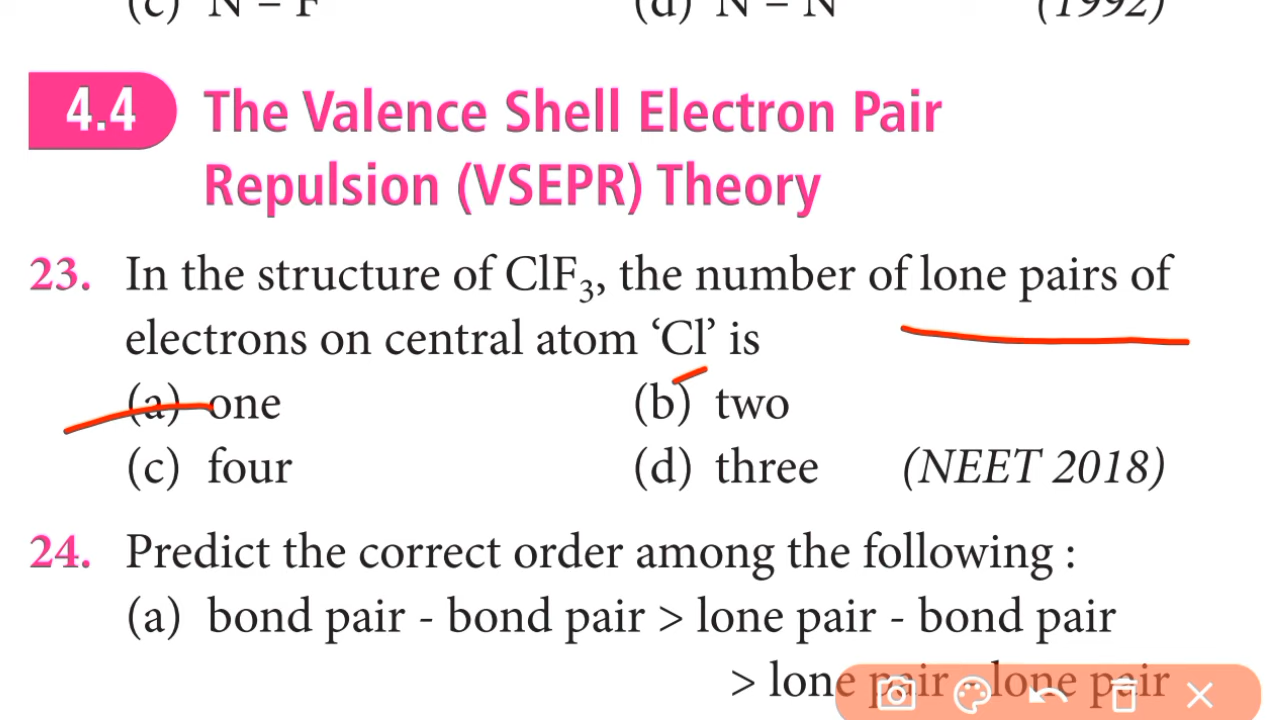 (c) N – F (d) N – N (1992)
4.4 The Valence Shell Electron Pair
Repulsion (VSEPR) Theory
23. In the structure of ClF₃, the number of lone pairs of
electrons on central atom ‘Cl’ is
(a) one (b) two
(c) four (d) three (NEET 2018)
24. Predict the correct order among the following :
(a) bond pair - bond pair > lone pair - bond pair
> lone pair - lone pair